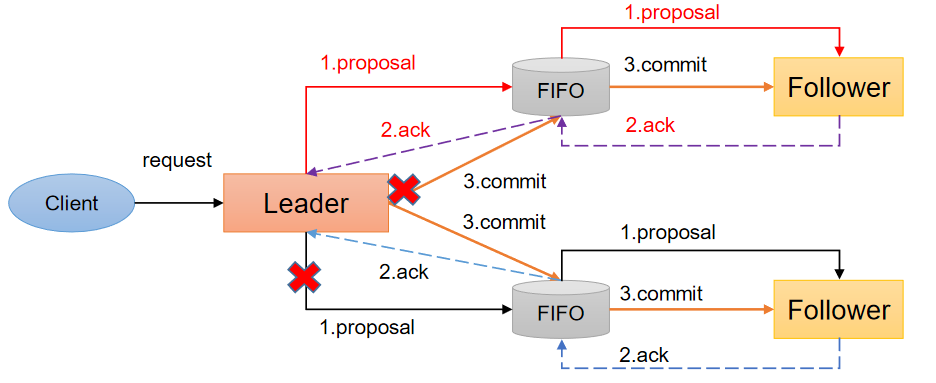 1.proposal
1.proposal
3.commit
FIFO
Follower
2.ack
2.ack
request
3.commit
Client
Leader
3.commit
1.proposal
2.ack
3.commit
FIFO
Follower
1.proposal
2.ack